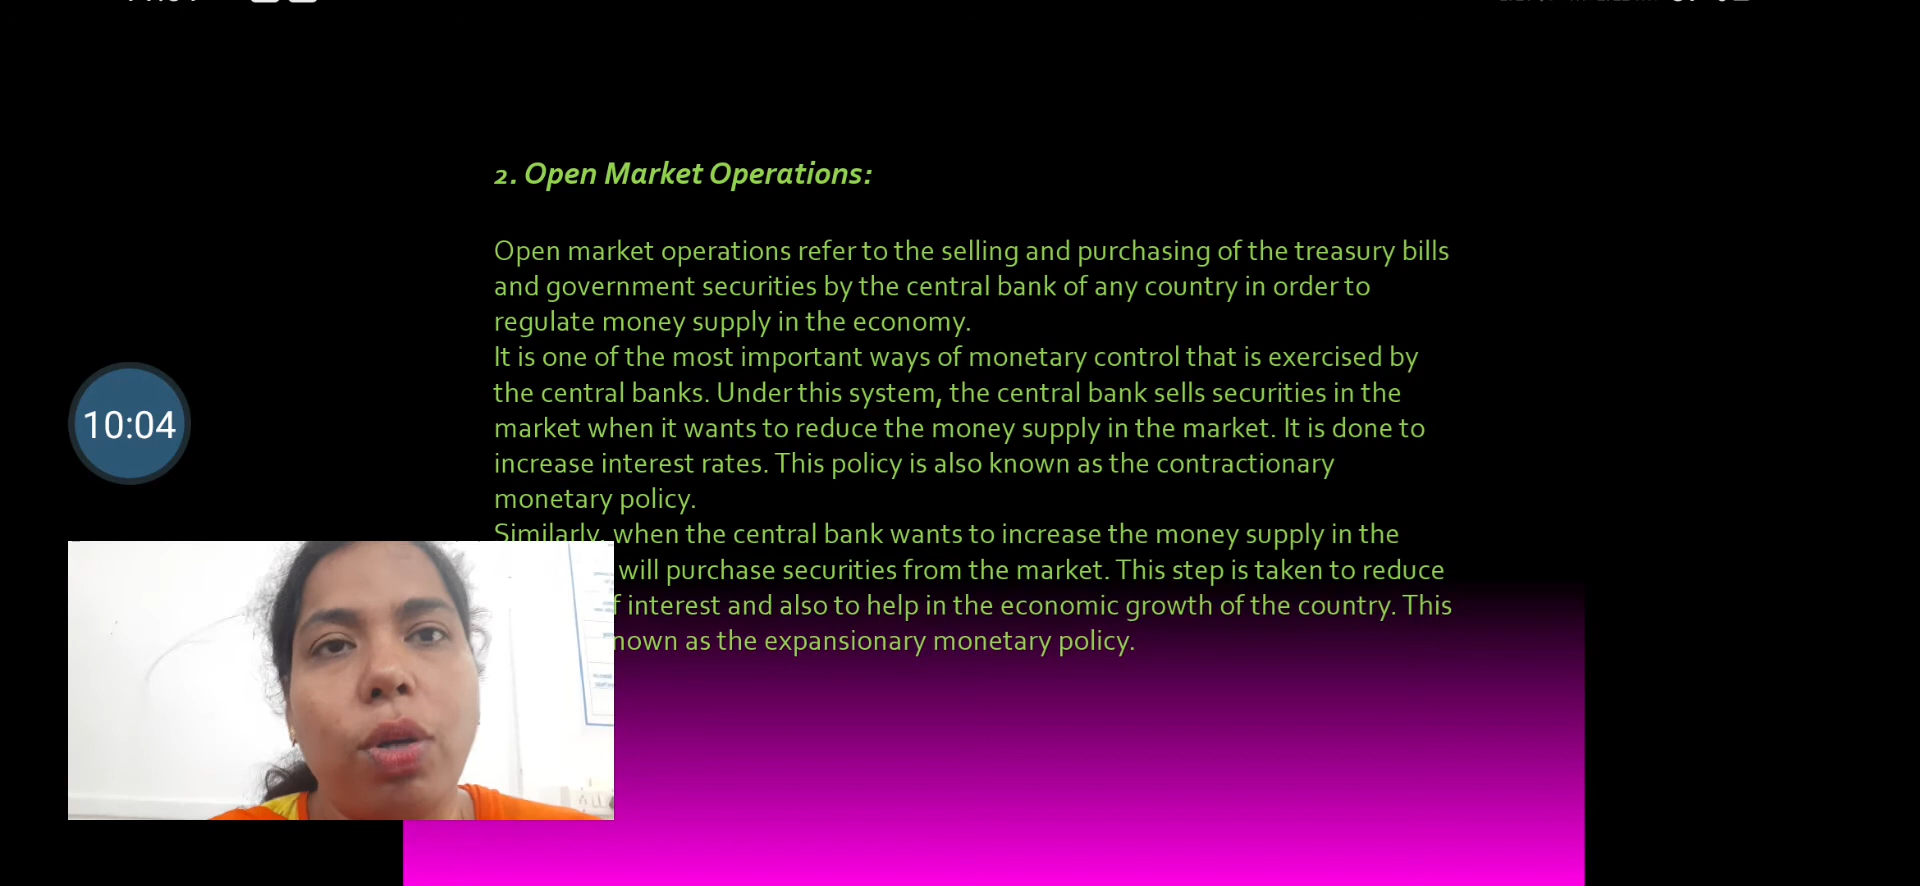 2. Open Market Operations:
Open market operations refer to the selling and purchasing of the treasury bills
and government securities by the central bank of any country in order to
regulate money supply in the economy.
It is one of the most important ways of monetary control that is exercised by
the central banks. Under this system, the central bank sells securities in the
market when it wants to reduce the money supply in the market. It is done to
increase interest rates. This policy is also known as the contractionary
monetary policy.
Similarly, when the central bank wants to increase the money supply in the
will purchase securities from the market. This step is taken to reduce
interest and also to help in the economic growth of the country. This
as the expansionary monetary policy.
10:04